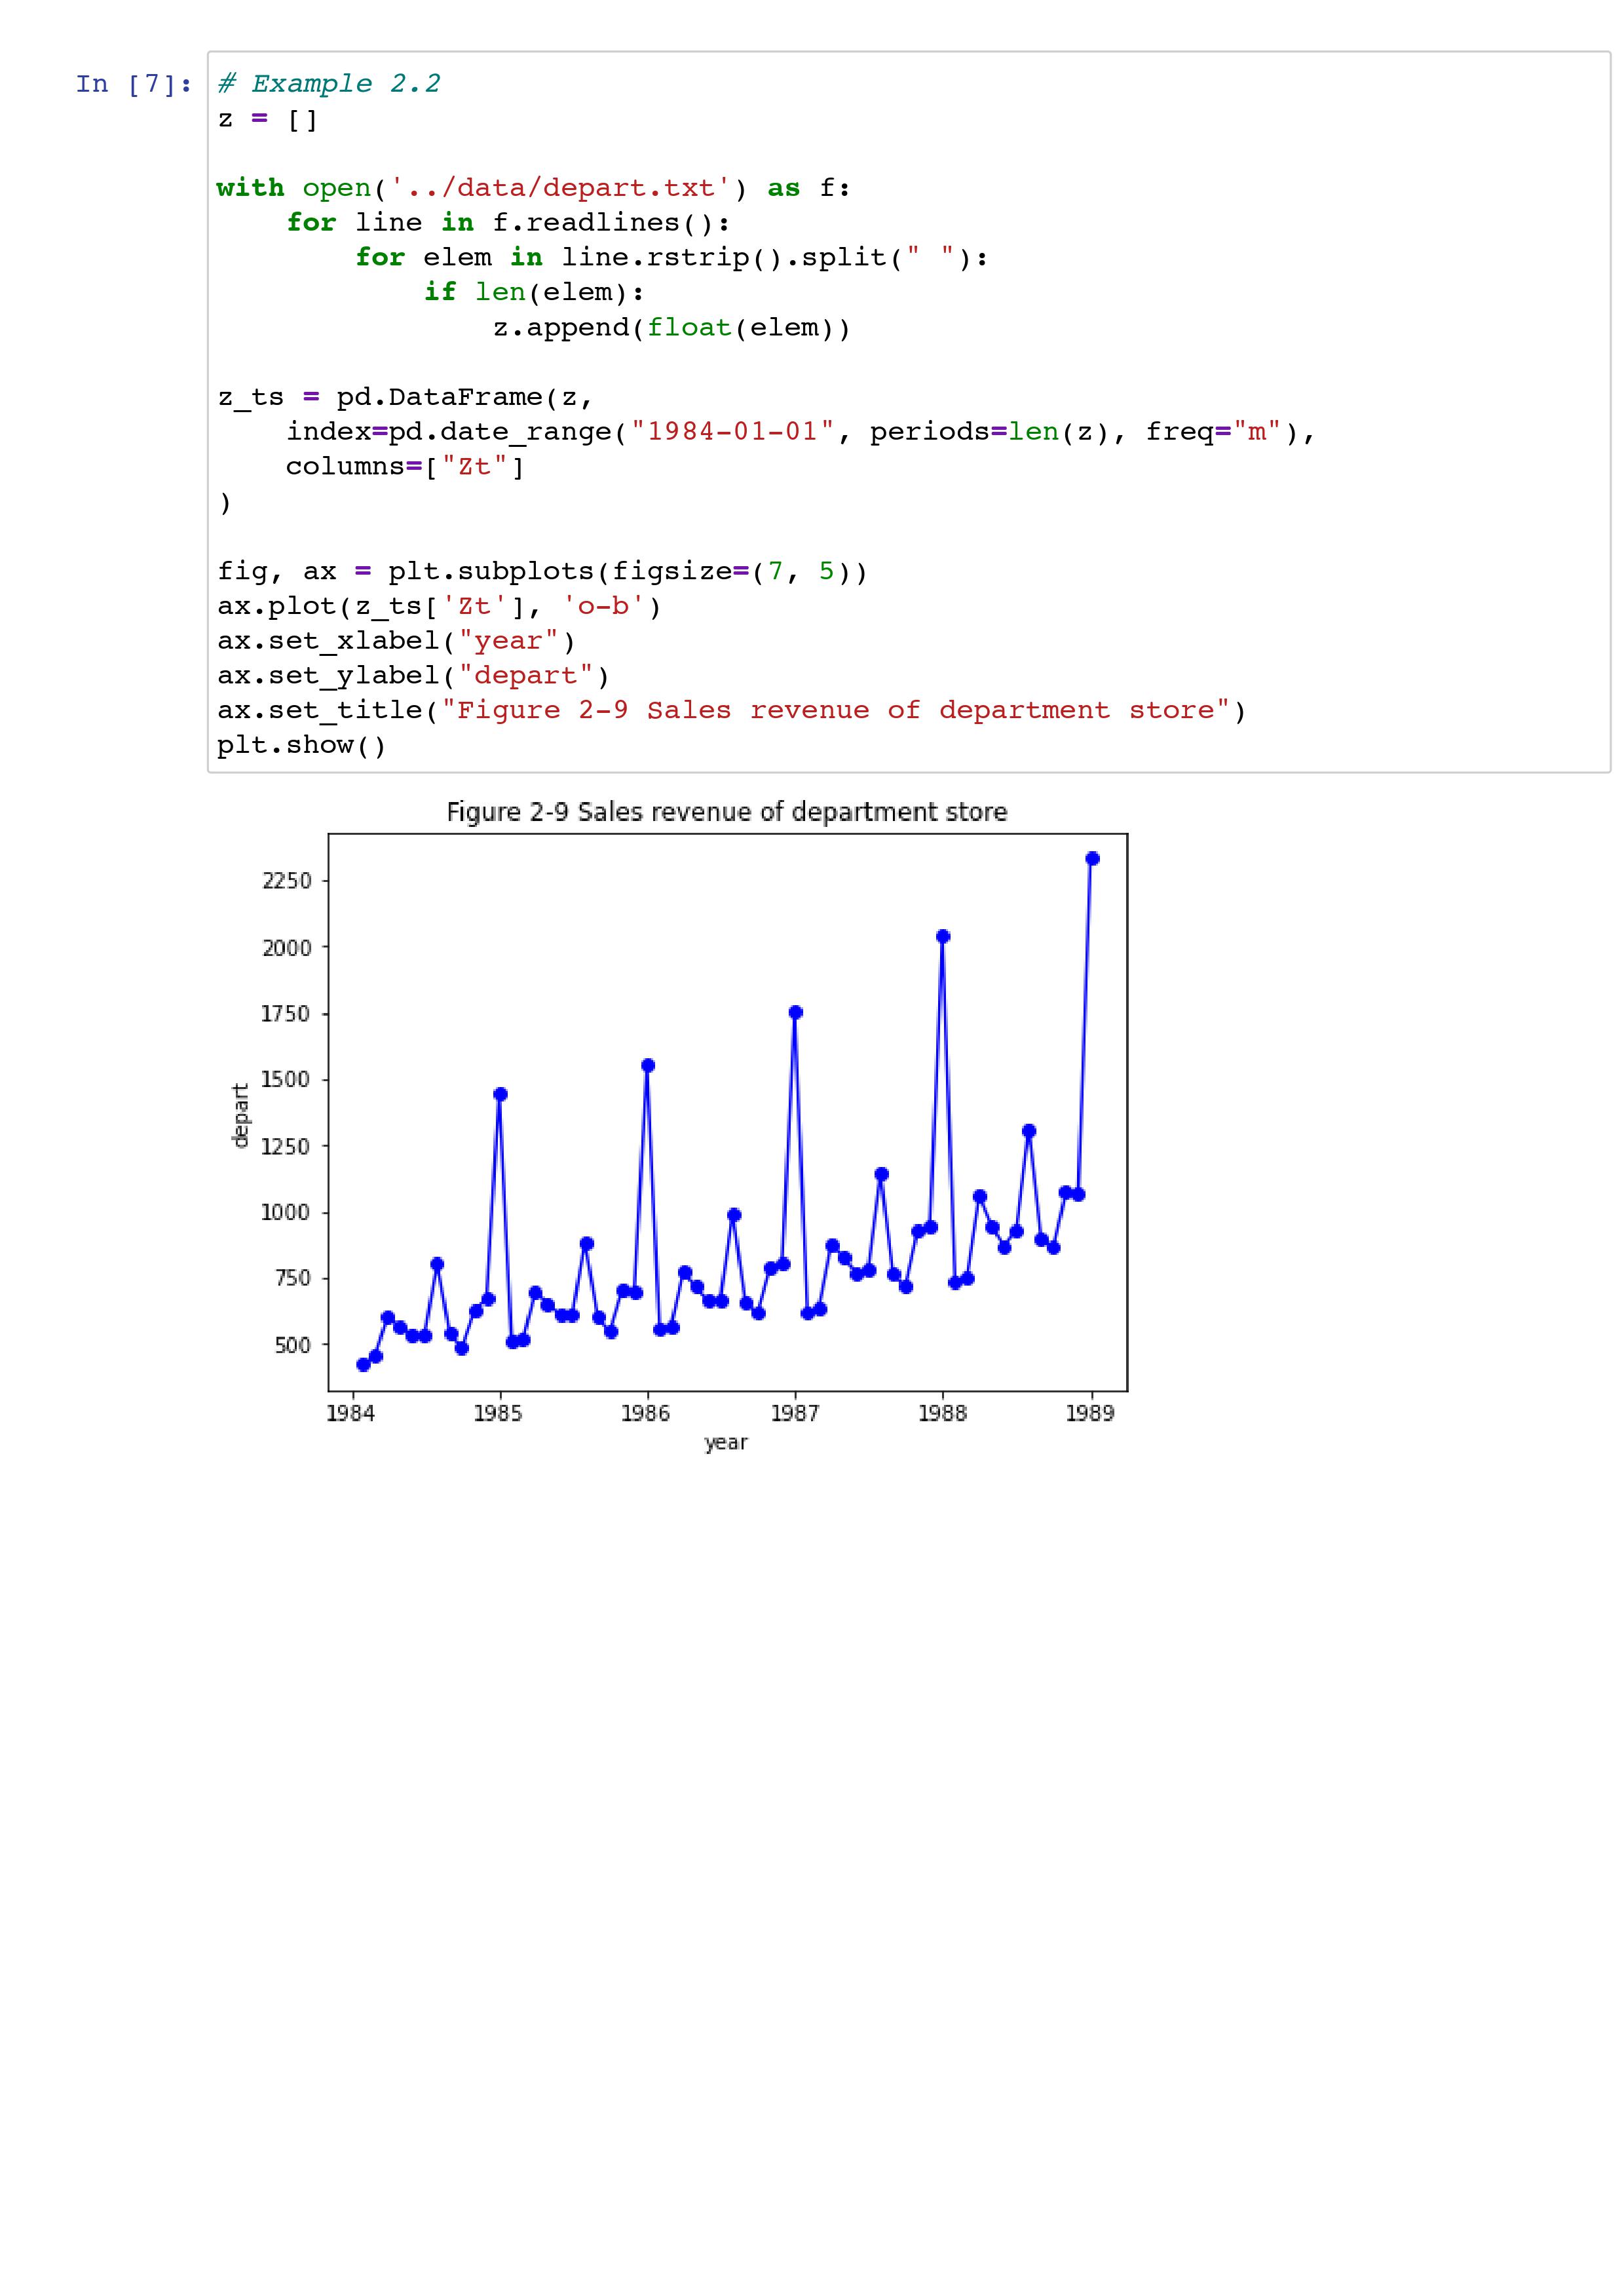 In [7]:
# Example 2.2
z = []
with open('../data/depart.txt') as f:
    for line in f.readlines():
        for elem in line.rstrip().split(" "):
            if len(elem):
                z.append(float(elem))
z_ts = pd.DataFrame(z,
    index=pd.date_range("1984-01-01", periods=len(z), freq="m"),
    columns=["Zt"]
)
fig, ax = plt.subplots(figsize=(7, 5))
ax.plot(z_ts['Zt'], 'o-b')
ax.set_xlabel("year")
ax.set_ylabel("depart")
ax.set_title("Figure 2-9 Sales revenue of department store")
plt.show()
Figure 2-9 Sales revenue of department store
2250
2000
1750
1500
1250
1000
750
500
depart
1984 1985 1986 1987 1988 1989
year